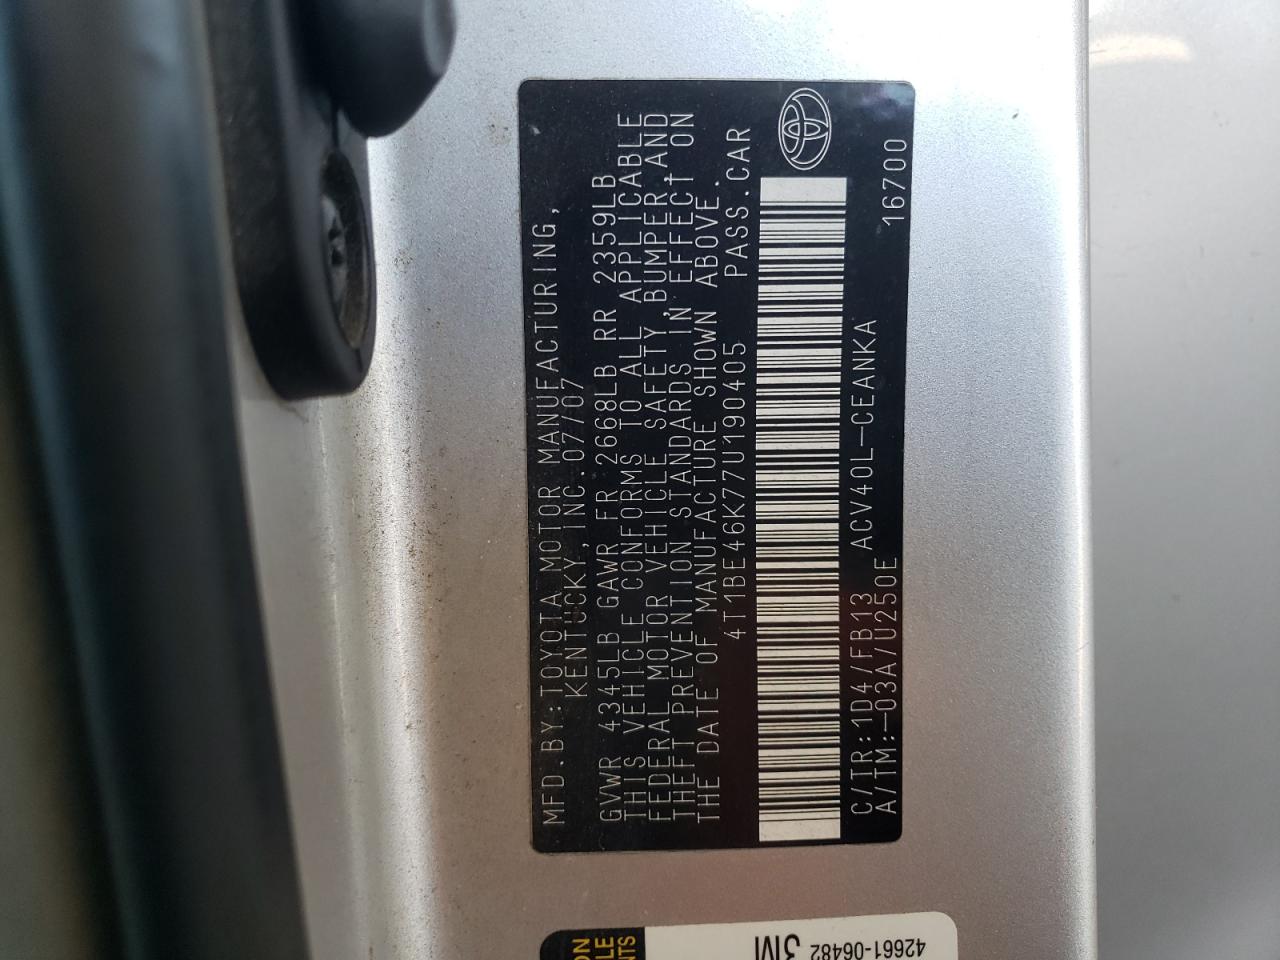 MFD.BY:TOYOTA MOTOR MANUFACTURING,
KENTUCKY,INC.07/07
GVWR 4345LB GAWR FR 2668LB RR 2359LB
THIS VEHICLE CONFORMS TO ALL APPLICABLE
FEDERAL MOTOR VEHICLE SAFETY,BUMPER,AND
THEFT PREVENTION STANDARDS IN EFFECT ON
THE DATE OF MANUFACTURE SHOWN ABOVE.
4T1BE46K77U190405 PASS.CAR
C/TR:1D4/FB13 ACV40L-CEANKA 16700
A/TM:-03A/U250E
42661-06482
3M